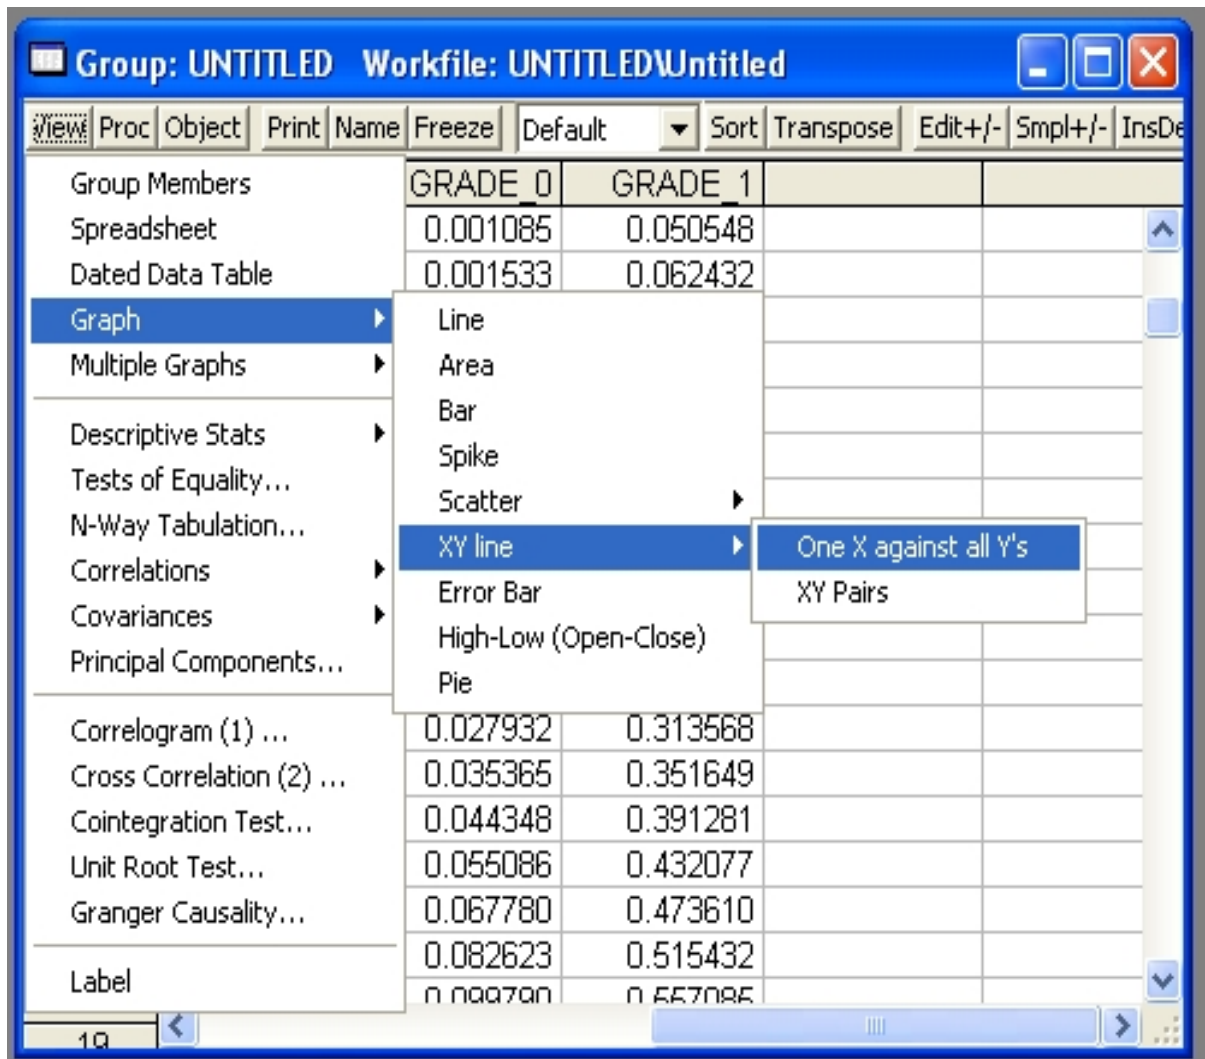 Group: UNTITLED Workfile: UNTITLED\Untitled
View Proc Object Print Name Freeze Default Sort Transpose Edit+/- Smpl+/- InsDe
Group Members GRADE_0 GRADE_1
Spreadsheet 0.001085 0.050548
Dated Data Table 0.001533 0.062432
Graph Line
Multiple Graphs Area
Bar
Descriptive Stats Spike
Tests of Equality...
Scatter
N-Way Tabulation... XY line One X against all Y's
Correlations Error Bar XY Pairs
Covariances High-Low (Open-Close)
Principal Components... Pie
Correlogram (1) ... 0.027932 0.313568
Cross Correlation (2) ... 0.035365 0.351649
Cointegration Test... 0.044348 0.391281
Unit Root Test... 0.055086 0.432077
Granger Causality... 0.067780 0.473610
0.082623 0.515432
Label 0.099790 0.557086
19